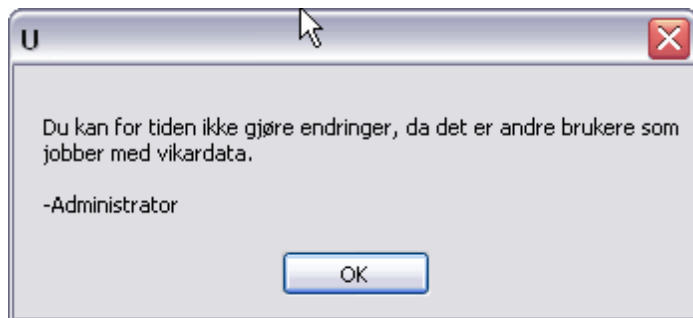 U
Du kan for tiden ikke gjøre endringer, da det er andre brukere som
jobber med vikardata.
-Administrator
OK